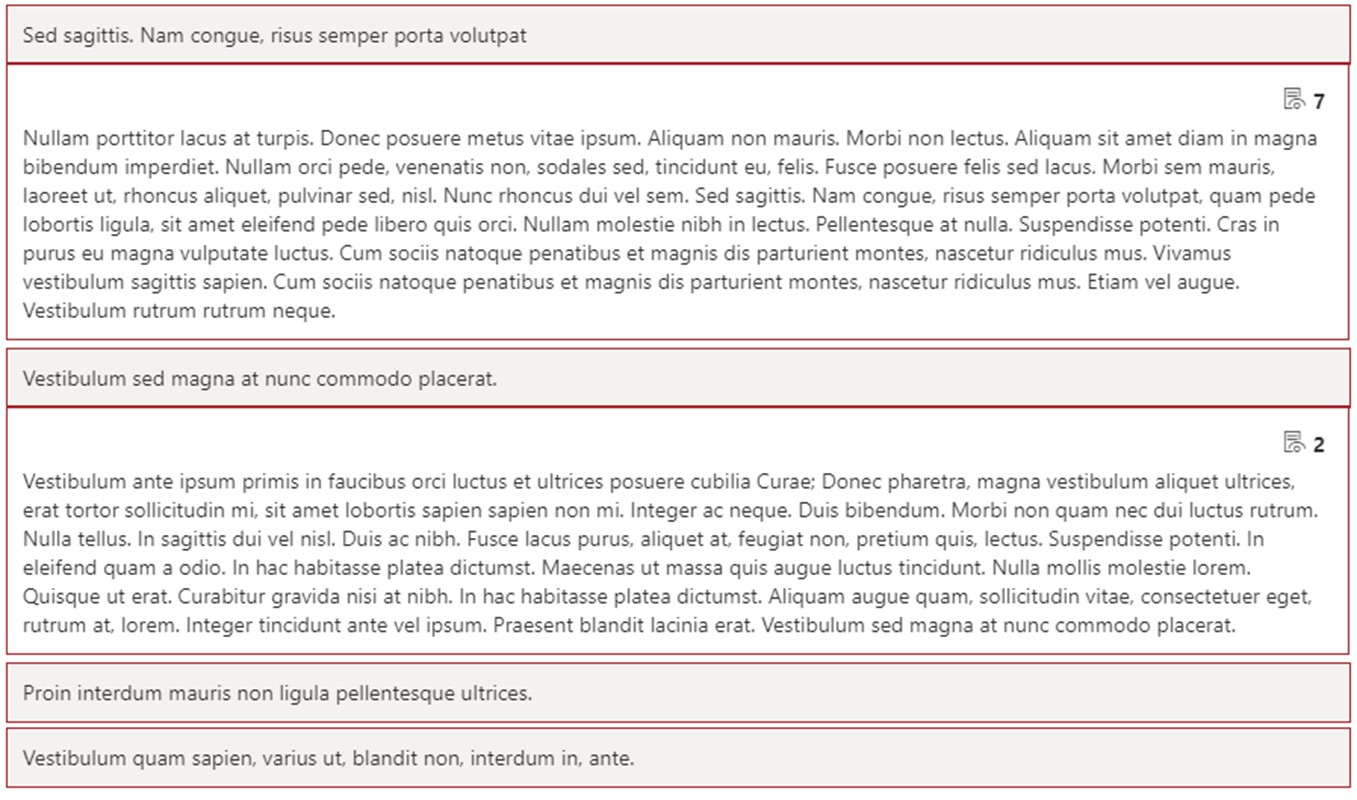 Sed sagittis. Nam congue, risus semper porta volutpat
7
Nullam porttitor lacus at turpis. Donec posuere metus vitae ipsum. Aliquam non mauris. Morbi non lectus. Aliquam sit amet diam in magna
bibendum imperdiet. Nullam orci pede, venenatis non, sodales sed, tincidunt eu, felis. Fusce posuere felis sed lacus. Morbi sem mauris,
laoreet ut, rhoncus aliquet, pulvinar sed, nisl. Nunc rhoncus dui vel sem. Sed sagittis. Nam congue, risus semper porta volutpat, quam pede
lobortis ligula, sit amet eleifend pede libero quis orci. Nullam molestie nibh in lectus. Pellentesque at nulla. Suspendisse potenti. Cras in
purus eu magna vulputate luctus. Cum sociis natoque penatibus et magnis dis parturient montes, nascetur ridiculus mus. Vivamus
vestibulum sagittis sapien. Cum sociis natoque penatibus et magnis dis parturient montes, nascetur ridiculus mus. Etiam vel augue.
Vestibulum rutrum rutrum neque.
Vestibulum sed magna at nunc commodo placerat.
2
Vestibulum ante ipsum primis in faucibus orci luctus et ultrices posuere cubilia Curae; Donec pharetra, magna vestibulum aliquet ultrices,
erat tortor sollicitudin mi, sit amet lobortis sapien sapien non mi. Integer ac neque. Duis bibendum. Morbi non quam nec dui luctus rutrum.
Nulla tellus. In sagittis dui vel nisl. Duis ac nibh. Fusce lacus purus, aliquet at, feugiat non, pretium quis, lectus. Suspendisse potenti. In
eleifend quam a odio. In hac habitasse platea dictumst. Maecenas ut massa quis augue luctus tincidunt. Nulla mollis molestie lorem.
Quisque ut erat. Curabitur gravida nisi at nibh. In hac habitasse platea dictumst. Aliquam augue quam, sollicitudin vitae, consectetuer eget,
rutrum at, lorem. Integer tincidunt ante vel ipsum. Praesent blandit lacinia erat. Vestibulum sed magna at nunc commodo placerat.
Proin interdum mauris non ligula pellentesque ultrices.
Vestibulum quam sapien, varius ut, blandit non, interdum in, ante.